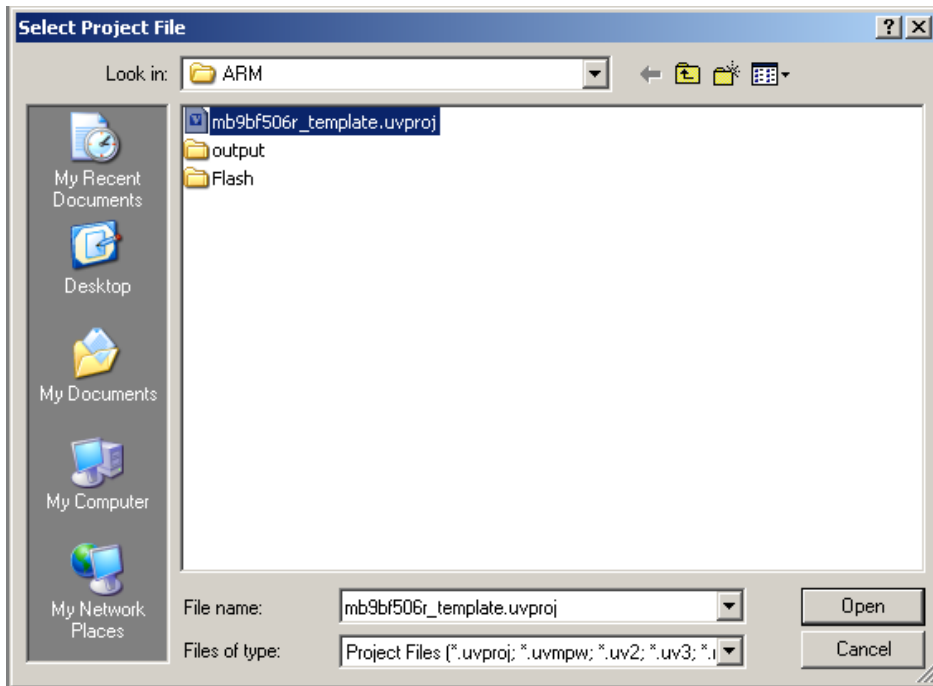 Select Project File
Look in: ARM
mb9bf506r_template.uvproj
output
Flash
My Recent
Documents
Desktop
My Documents
My Computer
My Network
Places
File name: mb9bf506r_template.uvproj
Open
Files of type: Project Files (*.uvproj; *.uvmpw; *.uv2; *.uv3; *.
Cancel